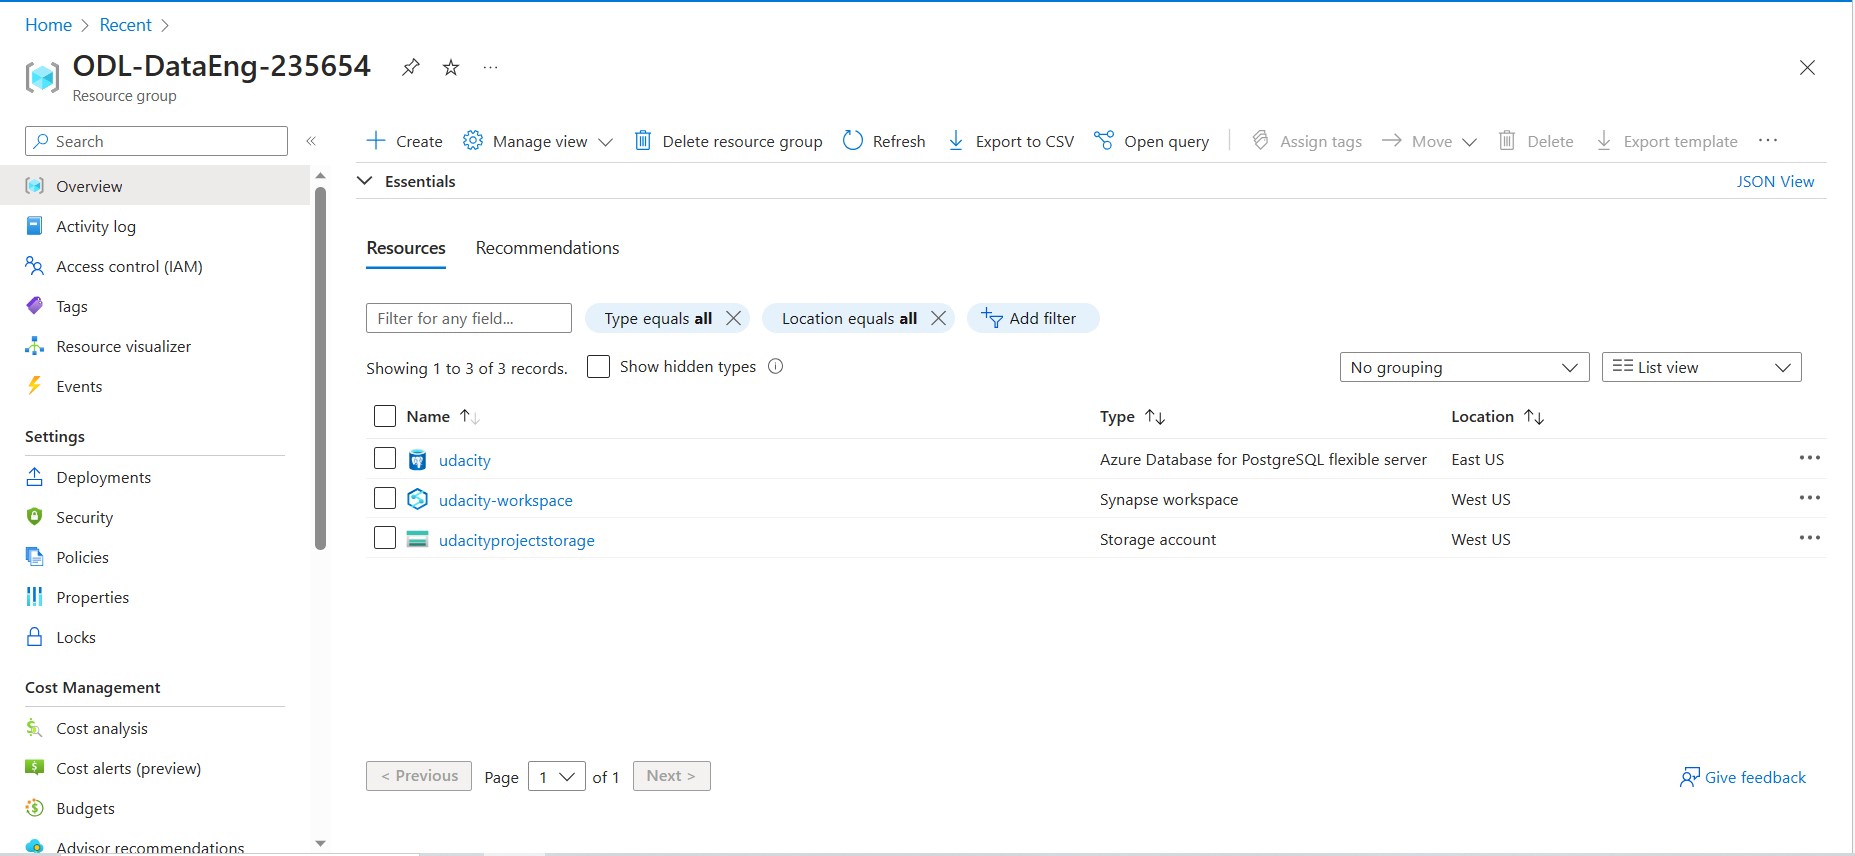 Home > Recent >
ODL-DataEng-235654
Resource group
Search
Overview
Activity log
Access control (IAM)
Tags
Resource visualizer
Events
Settings
Deployments
Security
Policies
Properties
Locks
Cost Management
Cost analysis
Cost alerts (preview)
Budgets
Advisor recommendations
Create Manage view Delete resource group Refresh Export to CSV Open query Assign tags Move Delete Export template ...
Essentials JSON View
Resources Recommendations
Filter for any field... Type equals all Location equals all Add filter
Showing 1 to 3 of 3 records. Show hidden types No grouping List view
Name Type Location
udacity Azure Database for PostgreSQL flexible server East US
udacity-workspace Synapse workspace West US
udacityprojectstorage Storage account West US
< Previous Page 1 of 1 Next > Give feedback